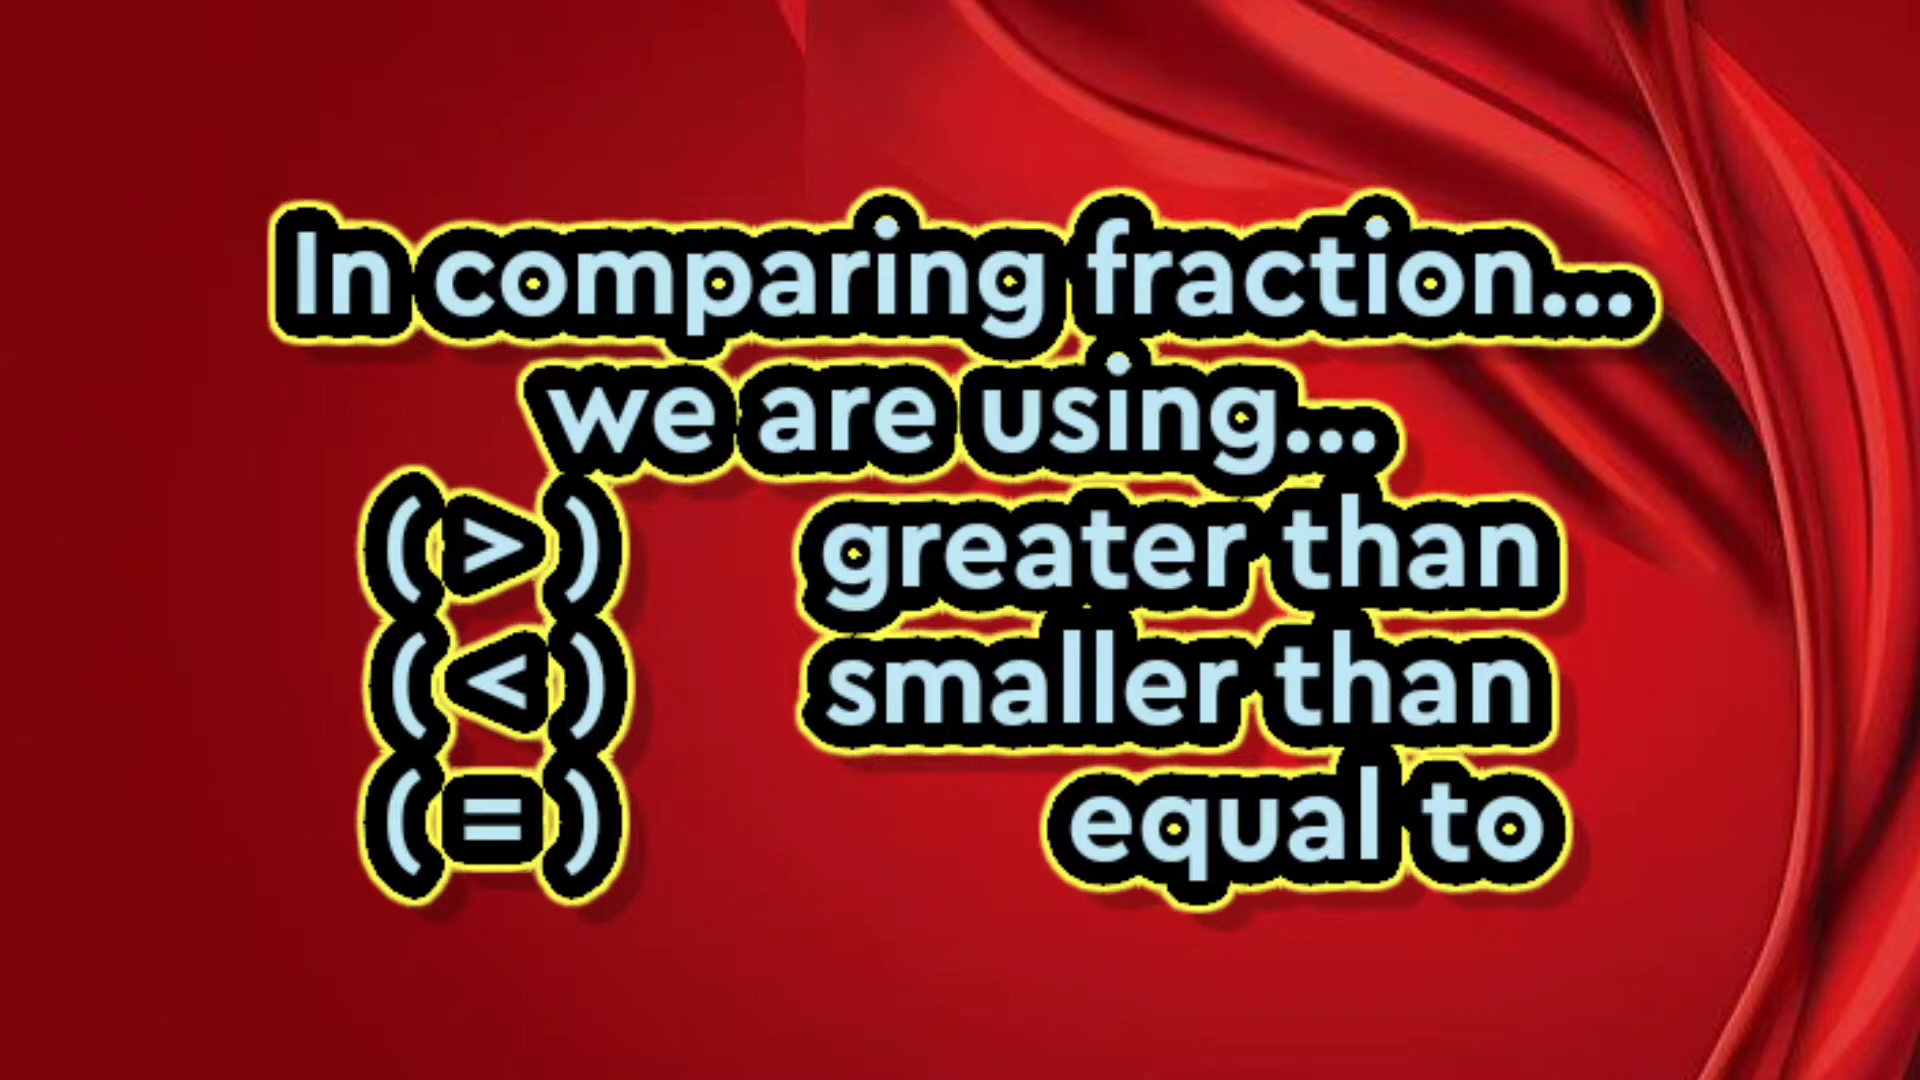 In comparing fraction...
we are using...
(>) greater than
(<) smaller than
(=) equal to